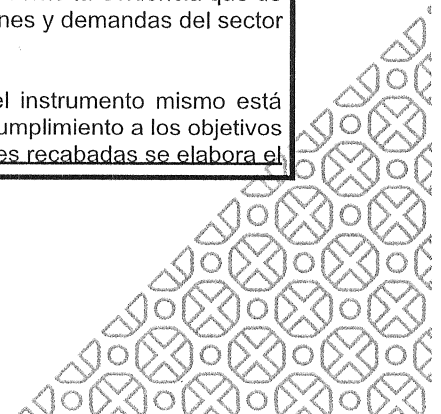 nes y demandas del sector
el instrumento mismo está
umplimiento a los objetivos
es recabadas se elabora el